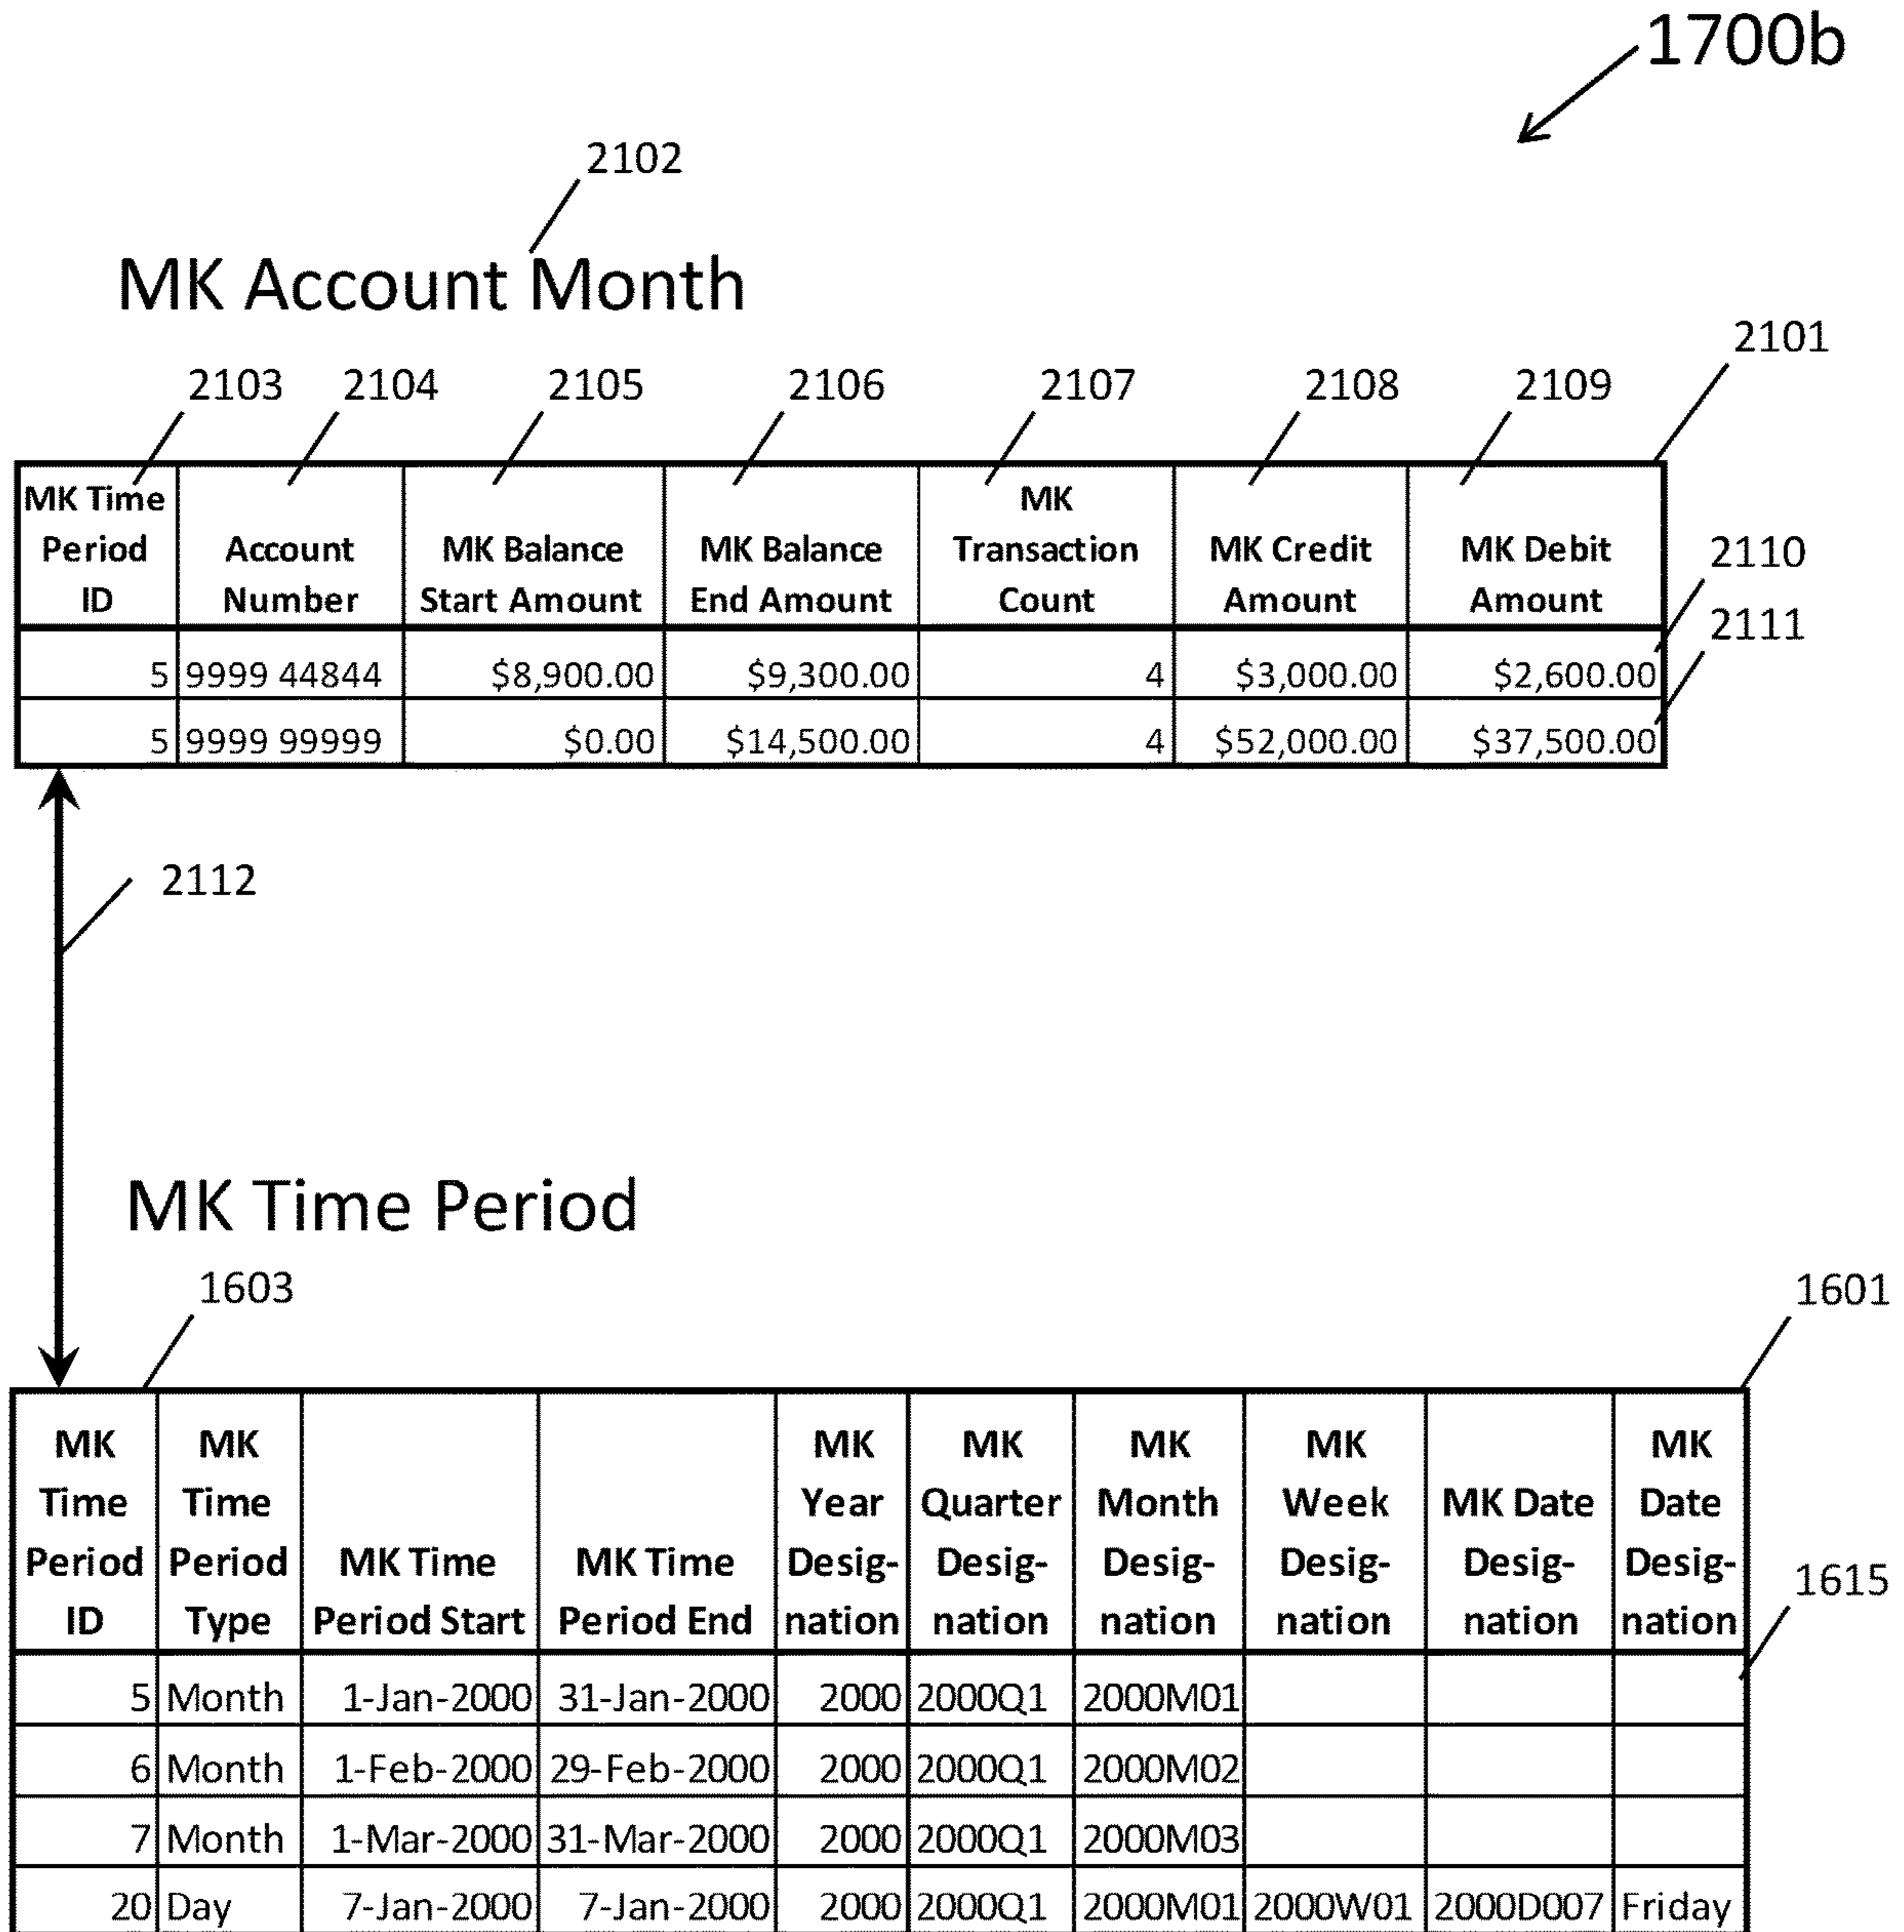 1700b
2102
MK Account Month
2101
2103 2104 2105 2106 2107 2108 2109
MK Time Period ID Account Number MK Balance Start Amount MK Balance End Amount MK Transaction Count MK Credit Amount MK Debit Amount
2110
2111
5 9999 44844 $8,900.00 $9,300.00 4 $3,000.00 $2,600.00
5 9999 99999 $0.00 $14,500.00 4 $52,000.00 $37,500.00
2112
MK Time Period
1603 1601
MK Time Period ID MK Time Period Type MK Time Period Start MK Time Period End MK Year Desig-nation MK Quarter Desig-nation MK Month Desig-nation MK Week Desig-nation MK Date Desig-nation MK Date Desig-nation
1615
5 Month 1-Jan-2000 31-Jan-2000 2000 2000Q1 2000M01
6 Month 1-Feb-2000 29-Feb-2000 2000 2000Q1 2000M02
7 Month 1-Mar-2000 31-Mar-2000 2000 2000Q1 2000M03
20 Day 7-Jan-2000 7-Jan-2000 2000 2000Q1 2000M01 2000W01 2000D007 Friday